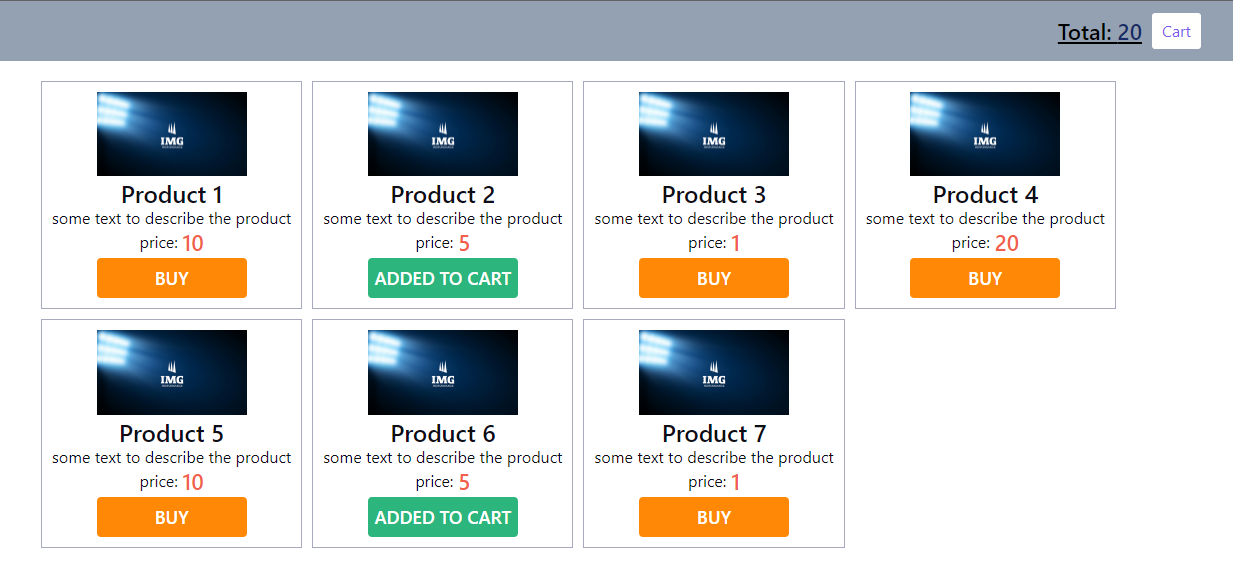 Total: 20 Cart
IMG IMG IMG IMG
Product 1 Product 2 Product 3 Product 4
some text to describe the product some text to describe the product some text to describe the product some text to describe the product
price: 10 price: 5 price: 1 price: 20
BUY ADDED TO CART BUY BUY
IMG IMG IMG
Product 5 Product 6 Product 7
some text to describe the product some text to describe the product some text to describe the product
price: 10 price: 5 price: 1
BUY ADDED TO CART BUY